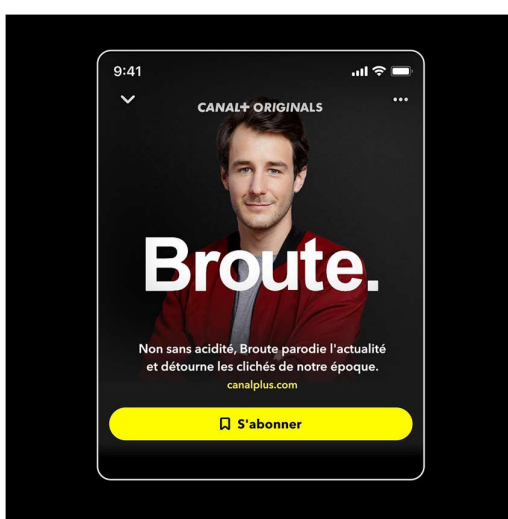 9:41
CANAL+ ORIGINALS
Broute.
Non sans acidité, Broute parodie l'actualité
et détourne les clichés de notre époque.
canalplus.com
S'abonner